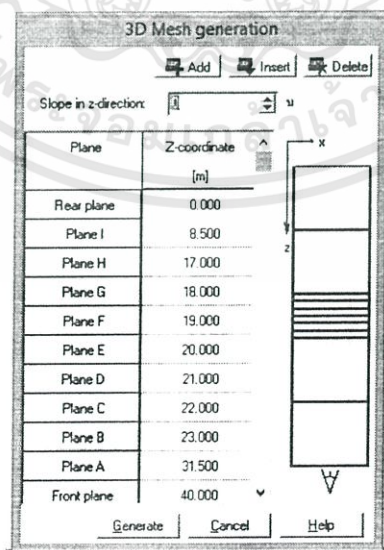 3D Mesh generation
Add Insert Delete
Slope in z-direction:
Plane Z-coordinate
[m]
Rear plane 0.000
Plane I 8.500
Plane H 17.000
Plane G 18.000
Plane F 19.000
Plane E 20.000
Plane D 21.000
Plane C 22.000
Plane B 23.000
Plane A 31.500
Front plane 40.000
x
z
Generate Cancel Help